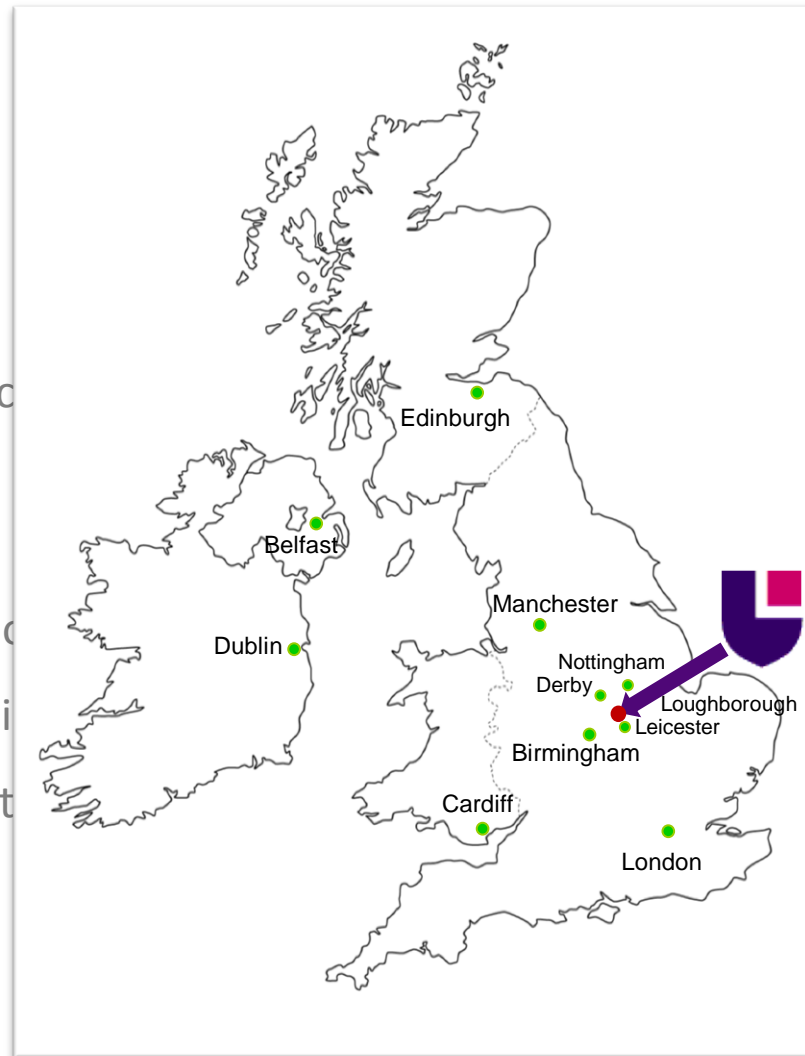 c
Edinburgh
Belfast
Manchester
d
Dublin
Nottingham
Derby
Loughborough
i
Leicester
Birmingham
t
Cardiff
London